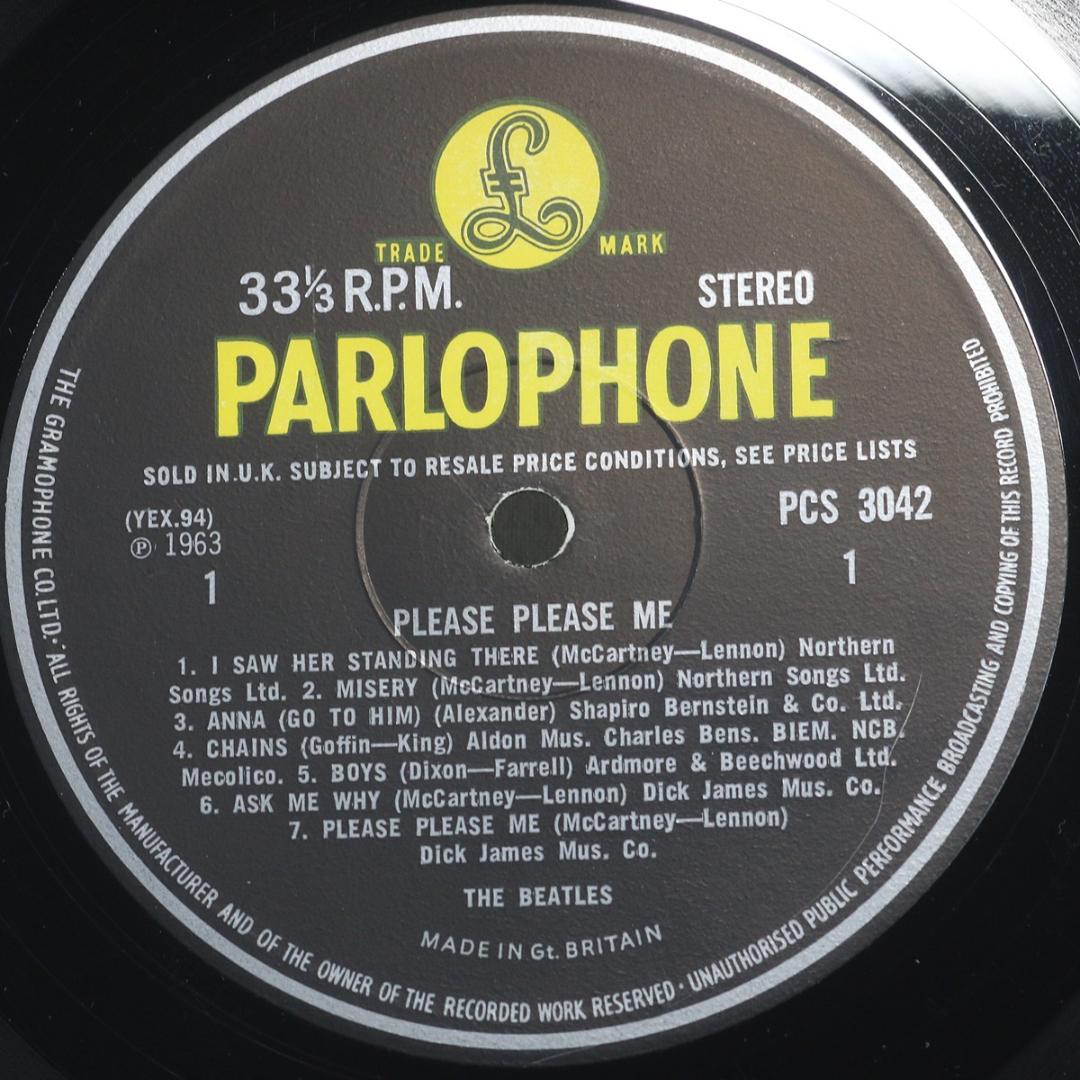 £
TRADE MARK
33⅓ R.P.M. STEREO
PARLOPHONE
SOLD IN.U.K. SUBJECT TO RESALE PRICE CONDITIONS, SEE PRICE LISTS
(YEX.94) PCS 3042
℗ 1963
1 1
PLEASE PLEASE ME
1. I SAW HER STANDING THERE (McCartney—Lennon) Northern
Songs Ltd. 2. MISERY (McCartney—Lennon) Northern Songs Ltd.
3. ANNA (GO TO HIM) (Alexander) Shapiro Bernstein & Co. Ltd.
4. CHAINS (Goffin—King) Aldon Mus. Charles Bens. BIEM. NCB.
Mecolico. 5. BOYS (Dixon—Farrell) Ardmore & Beechwood Ltd.
6. ASK ME WHY (McCartney—Lennon) Dick James Mus. Co.
7. PLEASE PLEASE ME (McCartney—Lennon)
Dick James Mus. Co.
THE BEATLES
MADE IN Gt. BRITAIN
THE GRAMOPHONE CO. LTD. · ALL RIGHTS OF THE MANUFACTURER AND OF THE OWNER OF THE RECORDED WORK RESERVED · UNAUTHORISED PUBLIC PERFORMANCE BROADCASTING AND COPYING OF THIS RECORD PROHIBITED